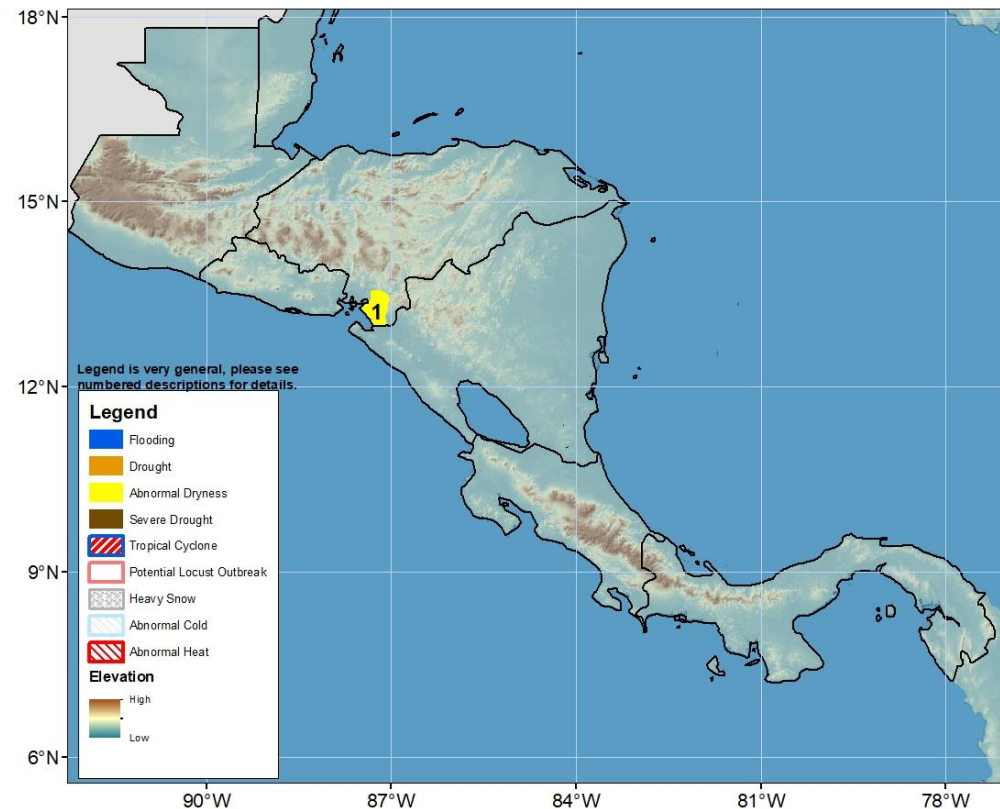 18°N
15°N
12°N
9°N
6°N
90°W
87°W
84°W
81°W
78°W
1
Legend is very general, please see
numbered descriptions for details.
Legend
Flooding
Drought
Abnormal Dryness
Severe Drought
Tropical Cyclone
Potential Locust Outbreak
Heavy Snow
Abnormal Cold
Abnormal Heat
Elevation
High
Low